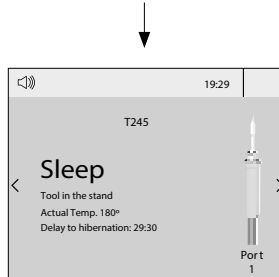 19:29
T245
Sleep
Tool in the stand
Actual Temp. 180º
Delay to hibernation: 29:30
Port
1